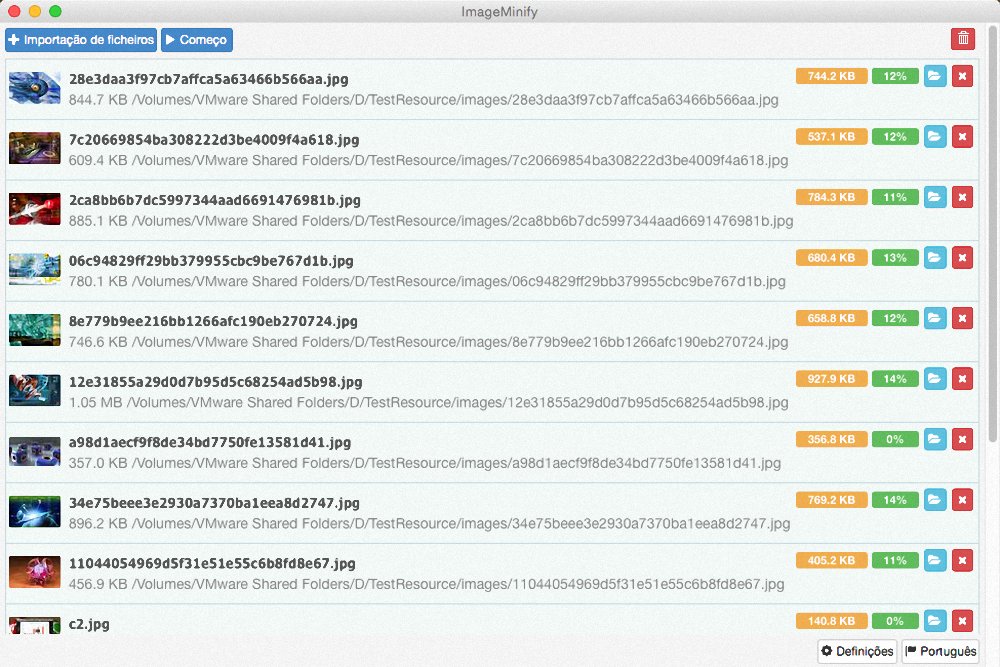 ImageMinify
Importação de ficheiros Começo
28e3daa3f97cb7affca5a63466b566aa.jpg 744.2 KB 12%
844.7 KB /Volumes/VMware Shared Folders/D/TestResource/images/28e3daa3f97cb7affca5a63466b566aa.jpg
7c20669854ba308222d3be4009f4a618.jpg 537.1 KB 12%
609.4 KB /Volumes/VMware Shared Folders/D/TestResource/images/7c20669854ba308222d3be4009f4a618.jpg
2ca8bb6b7dc5997344aad6691476981b.jpg 784.3 KB 11%
885.1 KB /Volumes/VMware Shared Folders/D/TestResource/images/2ca8bb6b7dc5997344aad6691476981b.jpg
06c94829ff29bb379955cbc9be767d1b.jpg 680.4 KB 13%
780.1 KB /Volumes/VMware Shared Folders/D/TestResource/images/06c94829ff29bb379955cbc9be767d1b.jpg
8e779b9ee216bb1266afc190eb270724.jpg 658.8 KB 12%
746.6 KB /Volumes/VMware Shared Folders/D/TestResource/images/8e779b9ee216bb1266afc190eb270724.jpg
12e31855a29d0d7b95d5c68254ad5b98.jpg 927.9 KB 14%
1.05 MB /Volumes/VMware Shared Folders/D/TestResource/images/12e31855a29d0d7b95d5c68254ad5b98.jpg
a98d1aecf9f8de34bd7750fe13581d41.jpg 356.8 KB 0%
357.0 KB /Volumes/VMware Shared Folders/D/TestResource/images/a98d1aecf9f8de34bd7750fe13581d41.jpg
34e75beee3e2930a7370ba1eea8d2747.jpg 769.2 KB 14%
896.2 KB /Volumes/VMware Shared Folders/D/TestResource/images/34e75beee3e2930a7370ba1eea8d2747.jpg
11044054969d5f31e51e55c6b8fd8e67.jpg 405.2 KB 11%
456.9 KB /Volumes/VMware Shared Folders/D/TestResource/images/11044054969d5f31e51e55c6b8fd8e67.jpg
c2.jpg 140.8 KB 0%
Definições Português